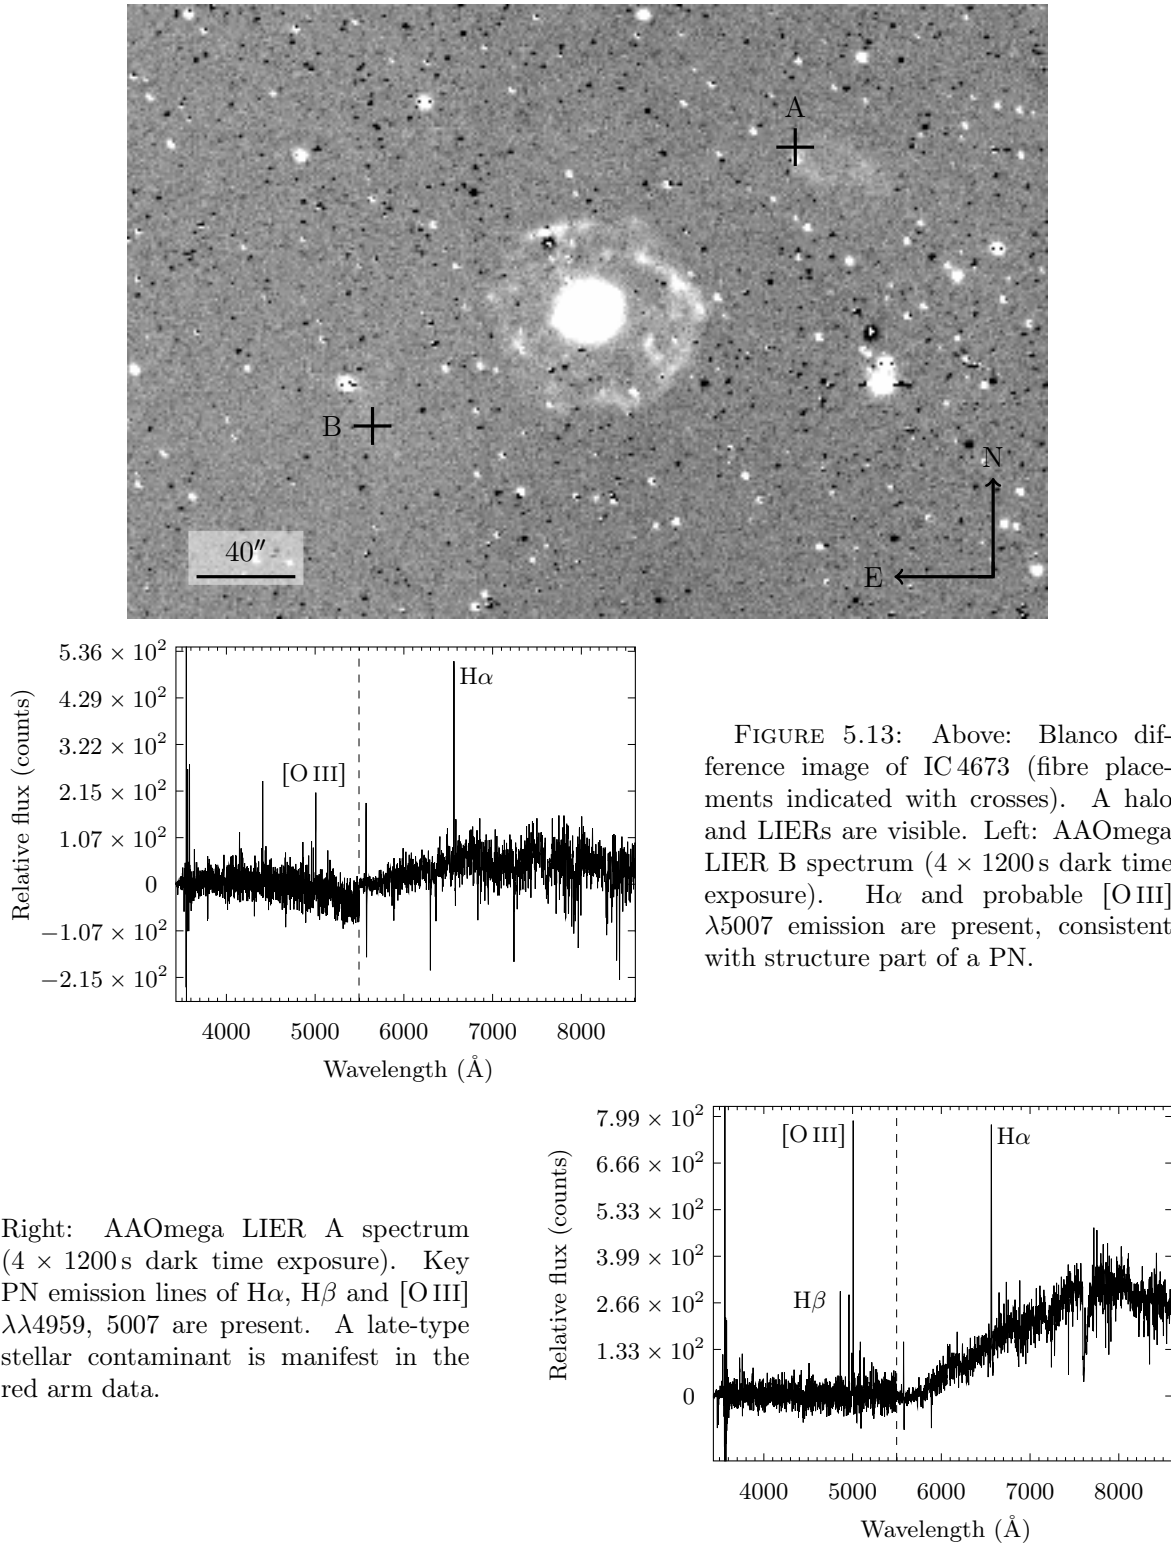 A
B
N
E
40″
5.36 × 10²
4.29 × 10²
3.22 × 10²
2.15 × 10²
1.07 × 10²
0
−1.07 × 10²
−2.15 × 10²
Relative flux (counts)
[O III]
Hα
4000 5000 6000 7000 8000
Wavelength (Å)
FIGURE 5.13: Above: Blanco dif-
ference image of IC 4673 (fibre place-
ments indicated with crosses). A halo
and LIERs are visible. Left: AAOmega
LIER B spectrum (4 × 1200 s dark time
exposure). Hα and probable [O III]
λ5007 emission are present, consistent
with structure part of a PN.
Right: AAOmega LIER A spectrum
(4 × 1200 s dark time exposure). Key
PN emission lines of Hα, Hβ and [O III]
λλ4959, 5007 are present. A late-type
stellar contaminant is manifest in the
red arm data.
7.99 × 10²
6.66 × 10²
5.33 × 10²
3.99 × 10²
2.66 × 10²
1.33 × 10²
0
Relative flux (counts)
[O III]
Hα
Hβ
4000 5000 6000 7000 8000
Wavelength (Å)